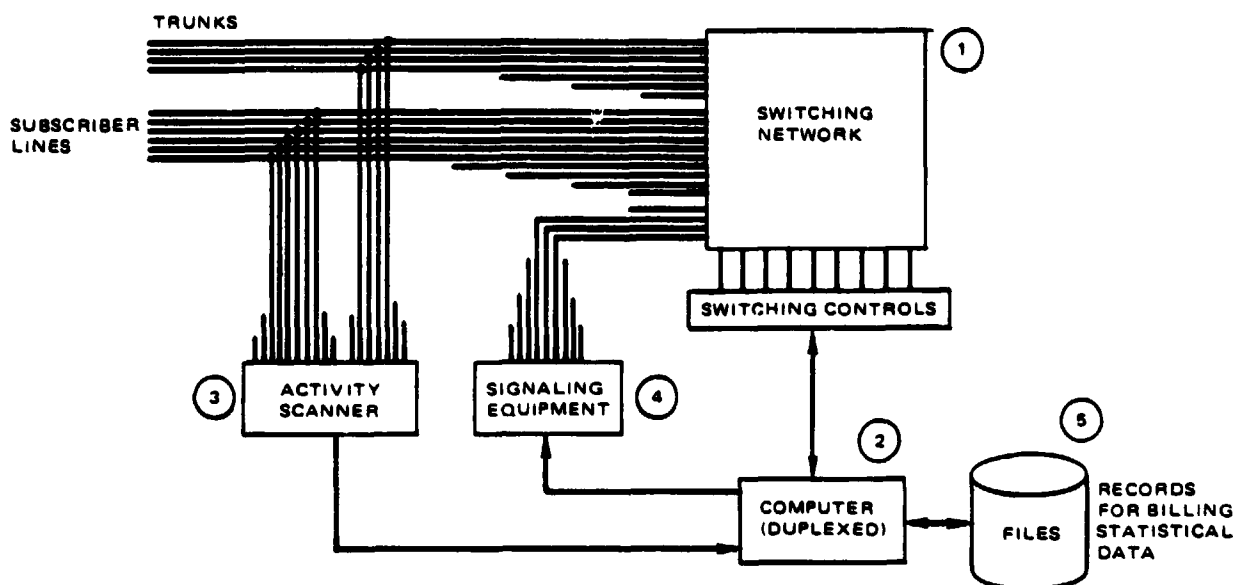 TRUNKS
1
SWITCHING
NETWORK
SUBSCRIBER
LINES
SWITCHING CONTROLS
3
ACTIVITY
SCANNER
SIGNALING
EQUIPMENT
4
2
5
COMPUTER
(DUPLEXED)
FILES
RECORDS
FOR BILLING
STATISTICAL
DATA